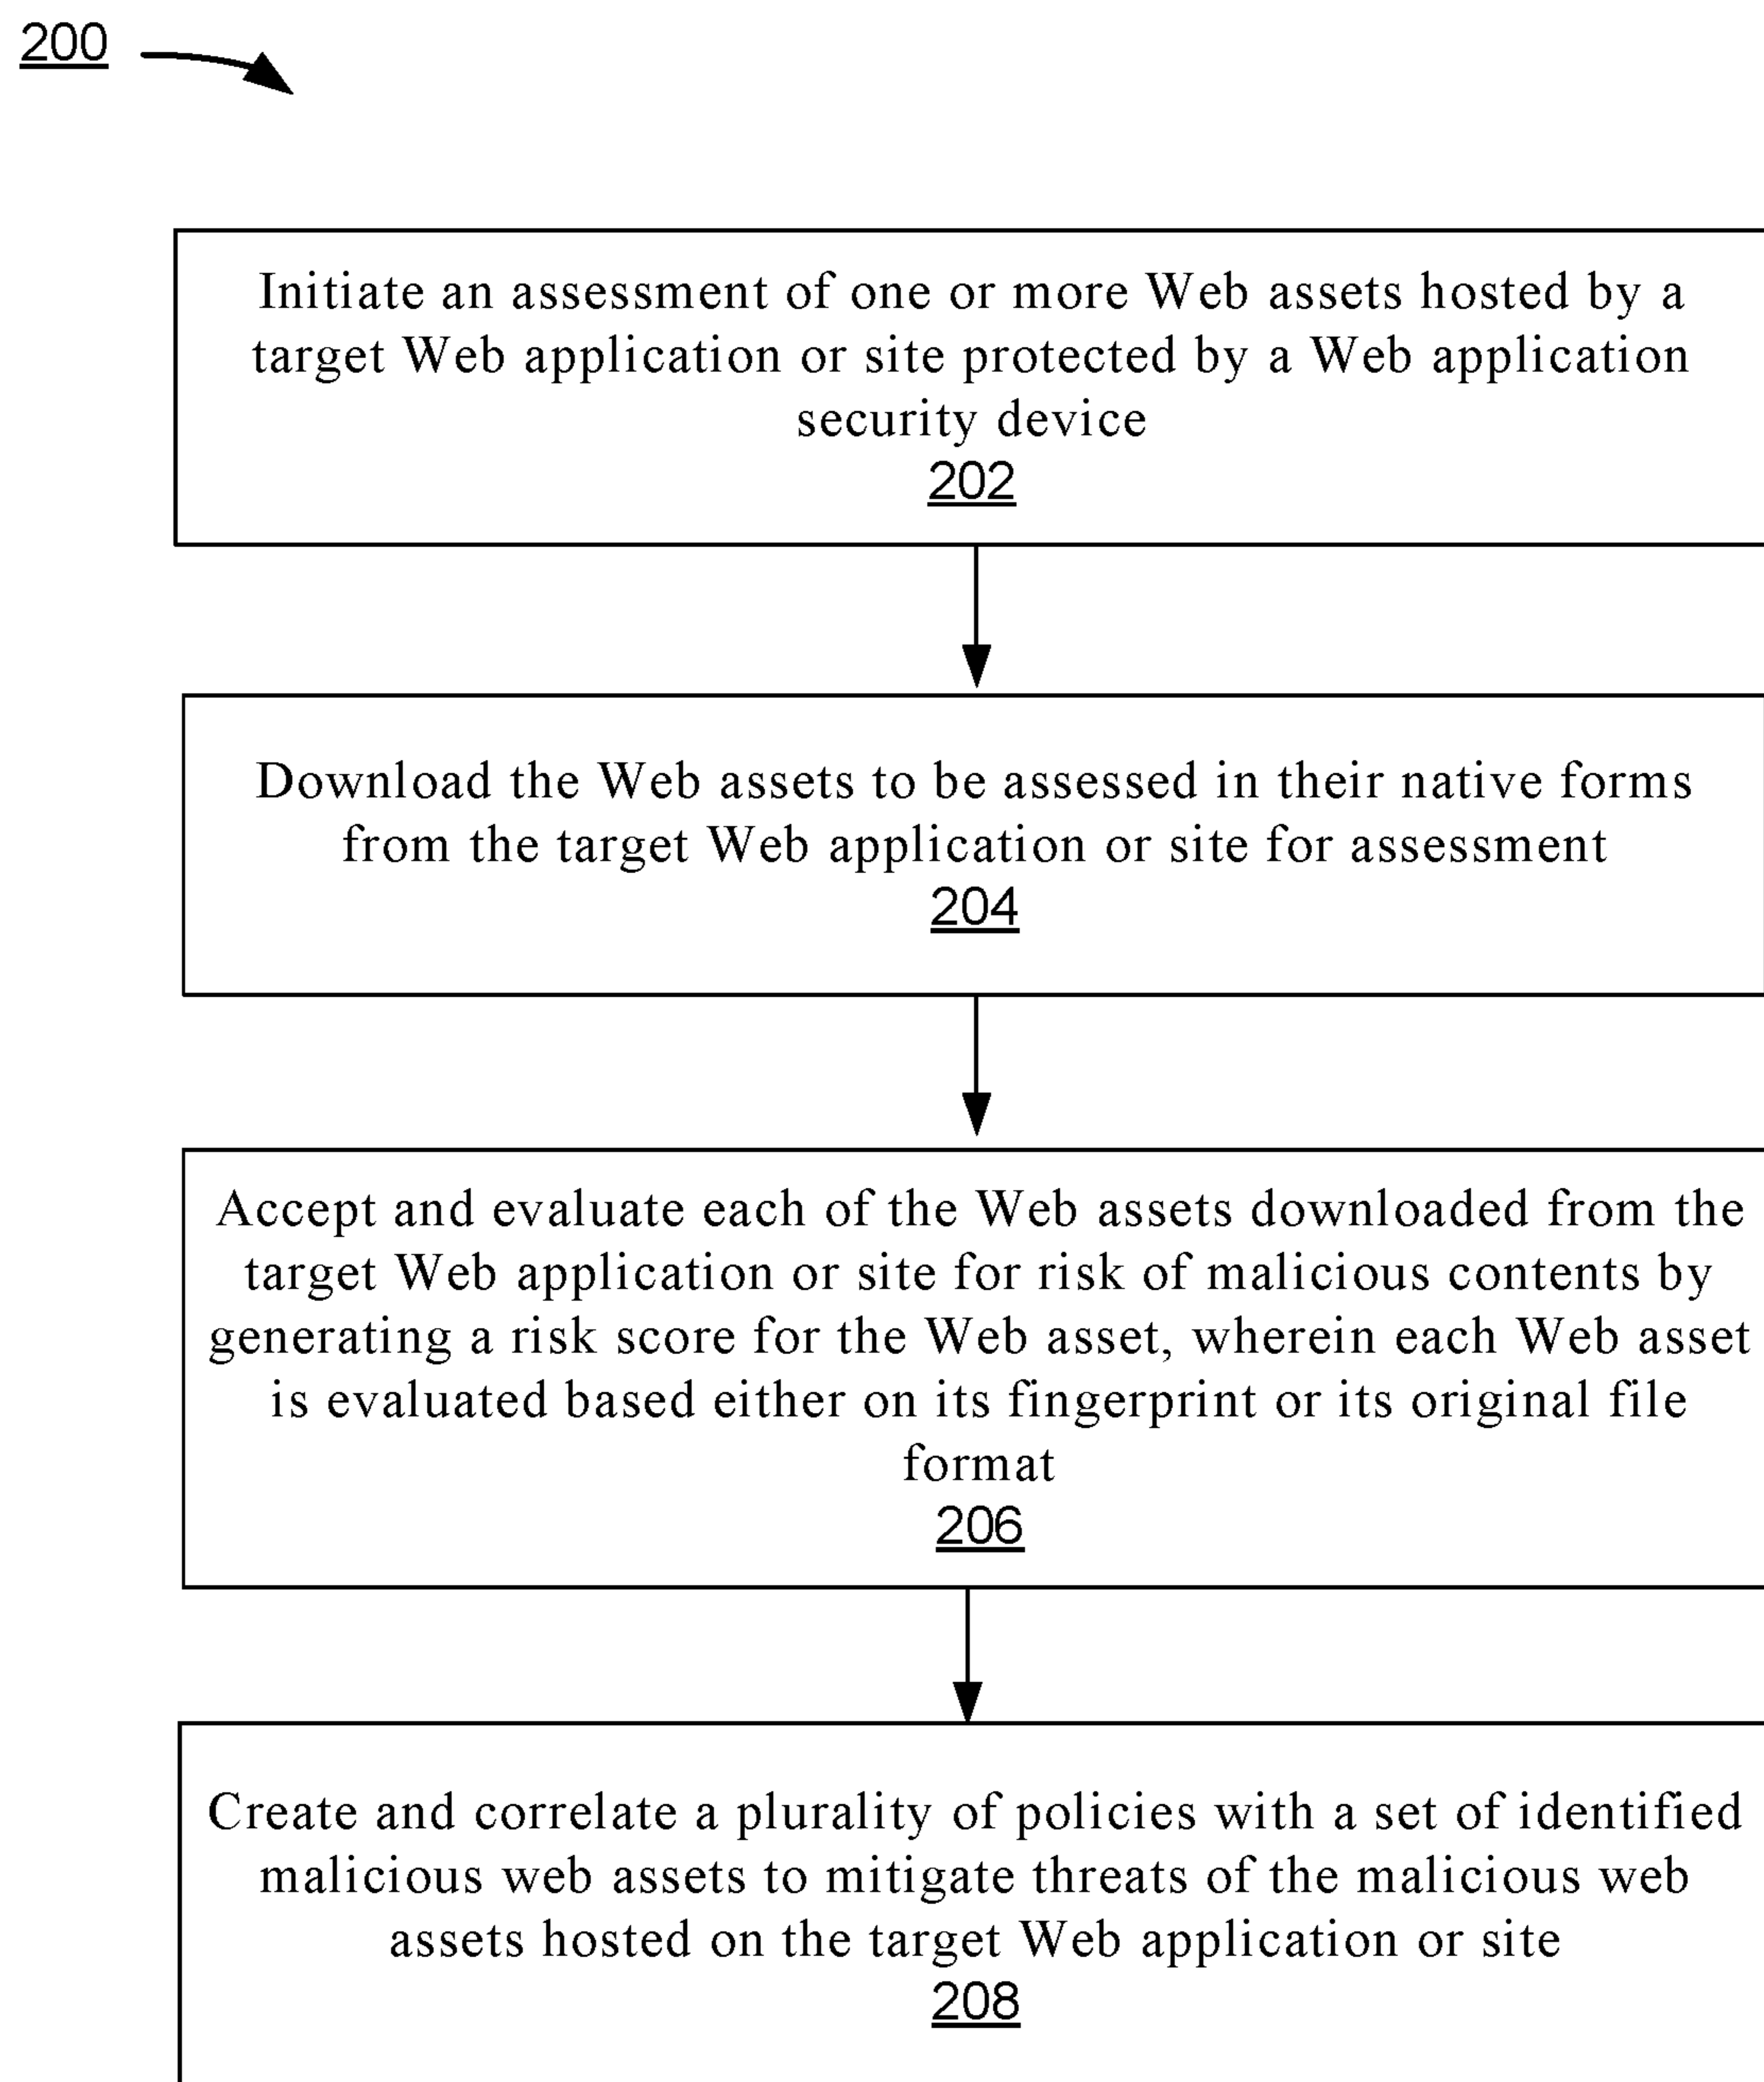 200
Initiate an assessment of one or more Web assets hosted by a
target Web application or site protected by a Web application
security device
202
Download the Web assets to be assessed in their native forms
from the target Web application or site for assessment
204
Accept and evaluate each of the Web assets downloaded from the
target Web application or site for risk of malicious contents by
generating a risk score for the Web asset, wherein each Web asset
is evaluated based either on its fingerprint or its original file
format
206
Create and correlate a plurality of policies with a set of identified
malicious web assets to mitigate threats of the malicious web
assets hosted on the target Web application or site
208